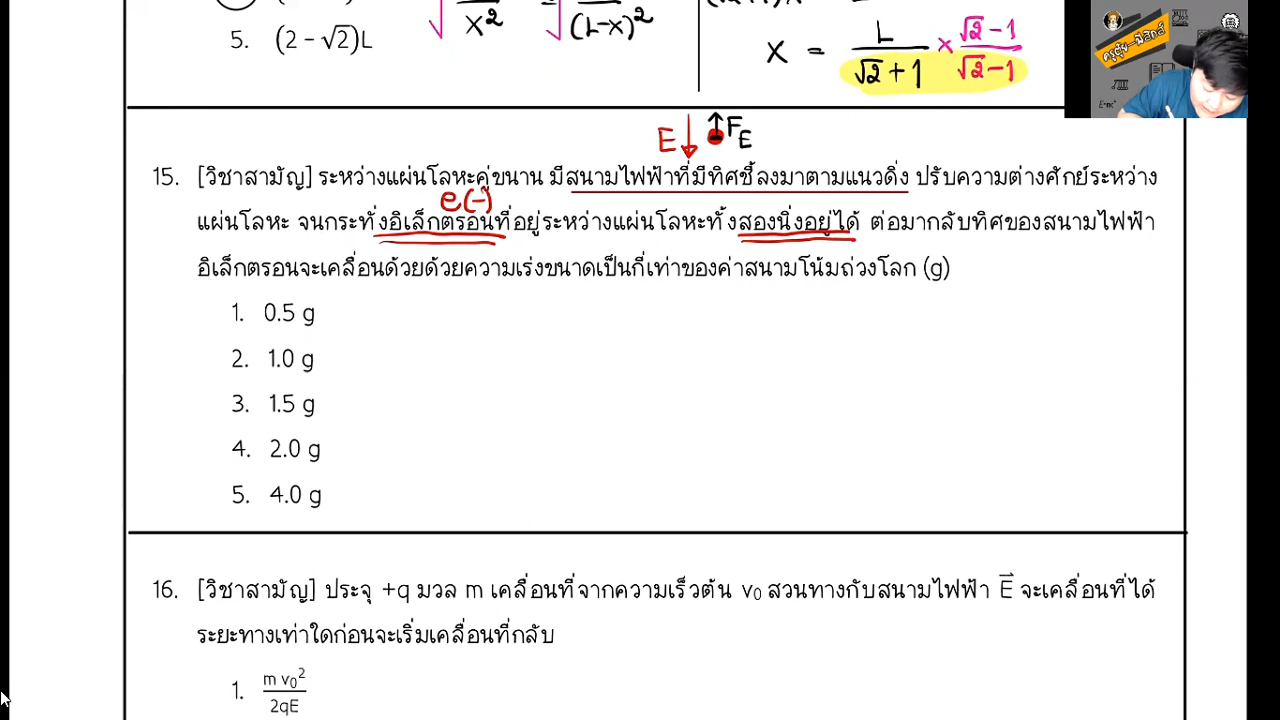 x² (L-x)²
5. (2 − √2)L
x = L/(√2 + 1) × (√2 − 1)/(√2 − 1)
ครูตุ้ย-ฟิสิกส์
E=mc²
E F_E
15. [วิชาสามัญ] ระหว่างแผ่นโลหะคู่ขนาน มีสนามไฟฟ้าที่มีทิศชี้ลงมาตามแนวดิ่ง ปรับความต่างศักย์ระหว่าง
e(-)
แผ่นโลหะ จนกระทั่งอิเล็กตรอนที่อยู่ระหว่างแผ่นโลหะทั้งสองนิ่งอยู่ได้ ต่อมากลับทิศของสนามไฟฟ้า
อิเล็กตรอนจะเคลื่อนด้วยด้วยความเร่งขนาดเป็นกี่เท่าของค่าสนามโน้มถ่วงโลก (g)
1. 0.5 g
2. 1.0 g
3. 1.5 g
4. 2.0 g
5. 4.0 g
16. [วิชาสามัญ] ประจุ +q มวล m เคลื่อนที่จากความเร็วต้น v₀ สวนทางกับสนามไฟฟ้า E⃗ จะเคลื่อนที่ได้
ระยะทางเท่าใดก่อนจะเริ่มเคลื่อนที่กลับ
1. m v₀²
2qE